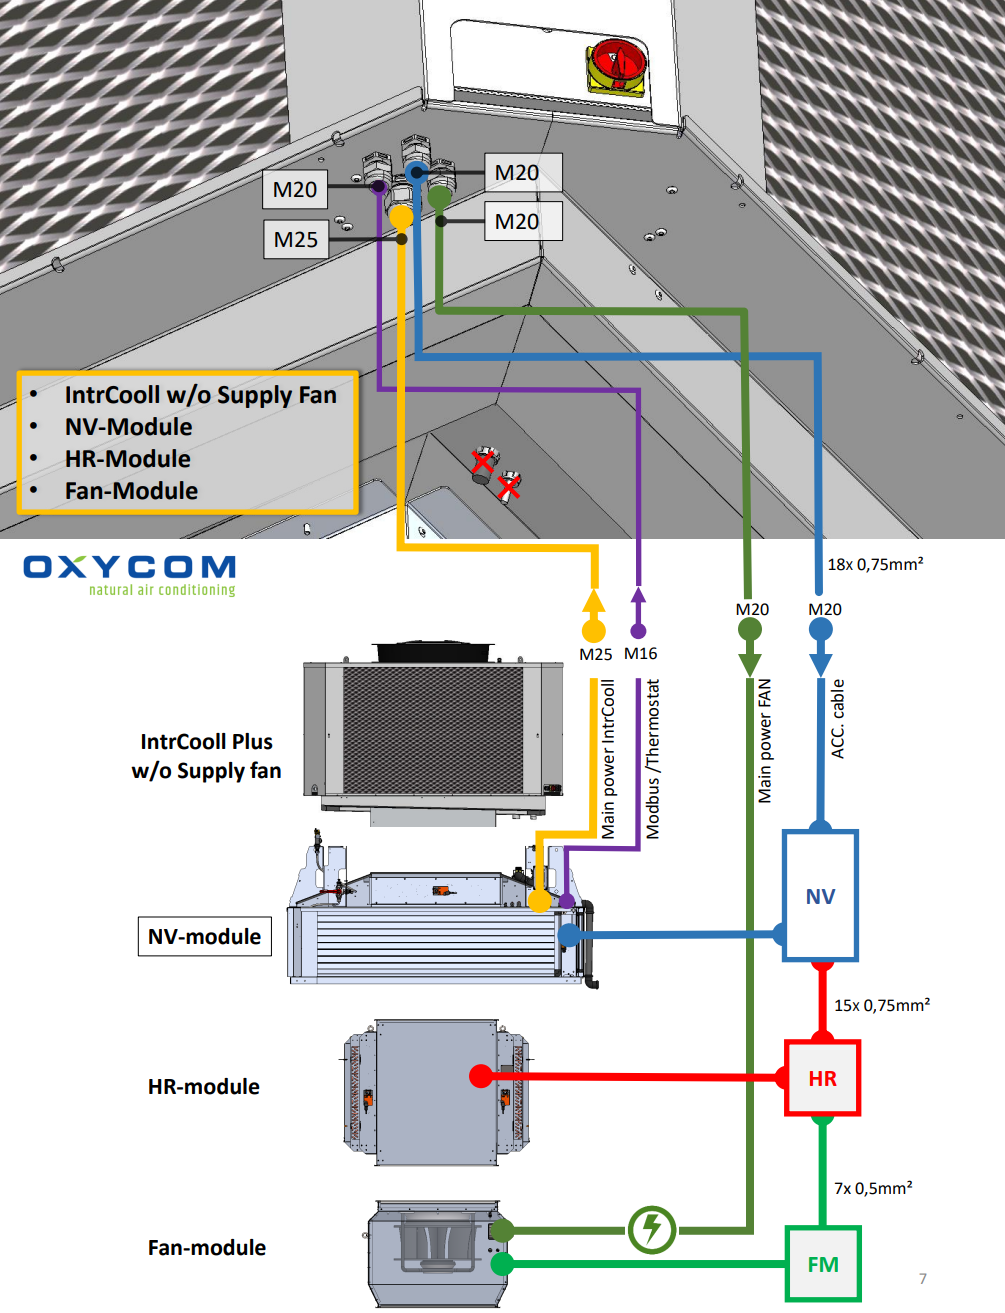 M20
M20
M25
M20
• IntrCooll w/o Supply Fan
• NV-Module
• HR-Module
• Fan-Module
OXYCOM
natural air conditioning
18x 0,75mm²
M20
M20
M25
M16
Main power IntrCooll
Modbus /Thermostat
Main power FAN
ACC. cable
IntrCooll Plus
w/o Supply fan
NV
NV-module
15x 0,75mm²
HR
HR-module
7x 0,5mm²
Fan-module
FM
7